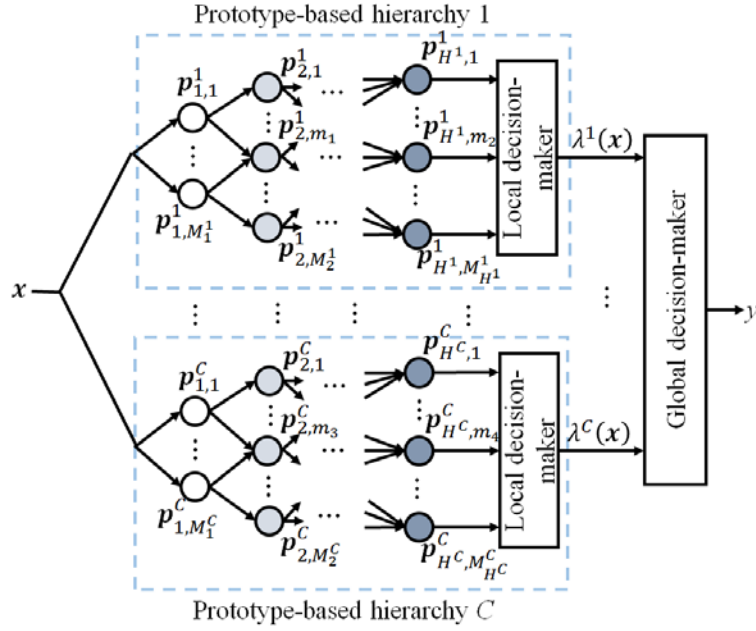 Prototype-based hierarchy 1
p^1_{1,1}
p^1_{2,1}
p^1_{H^1,1}
p^1_{2,m_1}
p^1_{H^1,m_2}
p^1_{1,M^1_1}
p^1_{2,M^1_2}
p^1_{H^1,M^1_{H^1}}
Local decision-
maker
λ^1(x)
x
Global decision-maker
y
p^C_{1,1}
p^C_{2,1}
p^C_{H^C,1}
p^C_{2,m_3}
p^C_{H^C,m_4}
p^C_{1,M^C_1}
p^C_{2,M^C_2}
p^C_{H^C,M^C_{H^C}}
Local decision-
maker
λ^C(x)
Prototype-based hierarchy C